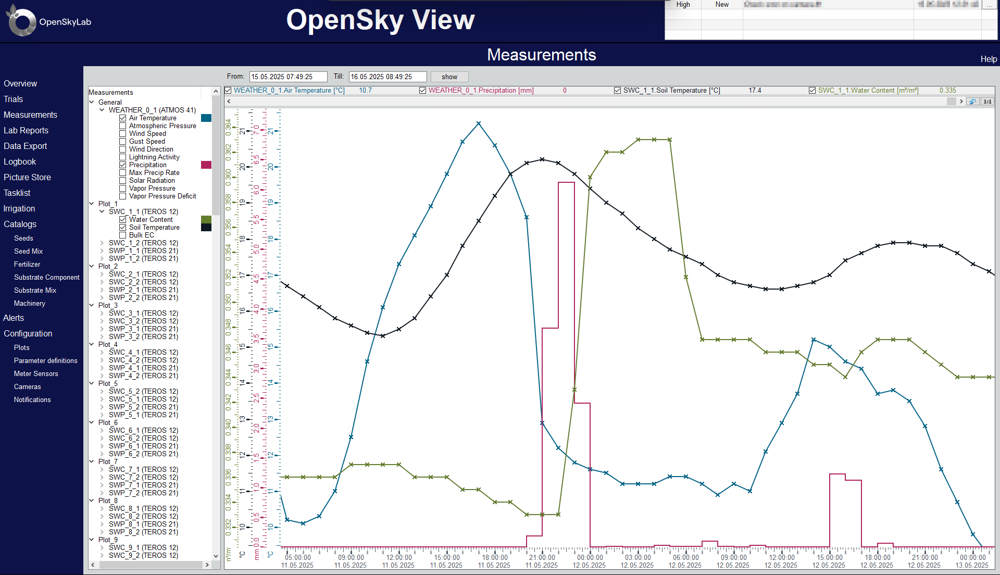 OpenSkyLab
OpenSky View
High New ...
Measurements
Help
Overview
Trials
Measurements
Lab Reports
Data Export
Logbook
Picture Store
Tasklist
Irrigation
Catalogs
Seeds
Seed Mix
Fertilizer
Substrate Component
Substrate Mix
Machinery
Alerts
Configuration
Plots
Parameter definitions
Meter Sensors
Cameras
Notifications
From: 15.05.2025 07:49:25 Till: 16.05.2025 08:49:25 show
Measurements
General
WEATHER_0_1 (ATMOS 41)
Air Temperature
Atmospheric Pressure
Wind Speed
Gust Speed
Wind Direction
Lightning Activity
Precipitation
Max Precip Rate
Solar Radiation
Vapor Pressure
Vapor Pressure Deficit
Plot_1
SWC_1_1 (TEROS 12)
Water Content
Soil Temperature
Bulk EC
SWC_1_2 (TEROS 12)
SWP_1_1 (TEROS 21)
SWP_1_2 (TEROS 21)
Plot_2
SWC_2_1 (TEROS 12)
SWC_2_2 (TEROS 12)
SWP_2_1 (TEROS 21)
SWP_2_2 (TEROS 21)
Plot_3
SWC_3_1 (TEROS 12)
SWC_3_2 (TEROS 12)
SWP_3_1 (TEROS 21)
SWP_3_2 (TEROS 21)
Plot_4
SWC_4_1 (TEROS 12)
SWC_4_2 (TEROS 12)
SWP_4_1 (TEROS 21)
SWP_4_2 (TEROS 21)
Plot_5
SWC_5_2 (TEROS 12)
SWC_5_1 (TEROS 12)
SWP_5_2 (TEROS 21)
SWP_5_1 (TEROS 21)
Plot_6
SWC_6_1 (TEROS 12)
SWC_6_2 (TEROS 12)
SWP_6_1 (TEROS 21)
SWP_6_2 (TEROS 21)
Plot_7
SWC_7_1 (TEROS 12)
SWC_7_2 (TEROS 12)
SWP_7_1 (TEROS 21)
SWP_7_2 (TEROS 21)
Plot_8
SWC_8_1 (TEROS 12)
SWC_8_2 (TEROS 12)
SWP_8_1 (TEROS 21)
SWP_8_2 (TEROS 21)
Plot_9
SWC_9_1 (TEROS 12)
SWC_9_2 (TEROS 12)
WEATHER_0_1.Air Temperature [°C] 10.7 WEATHER_0_1.Precipitation [mm] 0 SWC_1_1.Soil Temperature [°C] 17.4 SWC_1_1.Water Content [m³/m³] 0.335
1:1
0.364 0.362 0.360 0.358 0.356 0.354 0.352 0.350 0.348 0.346 0.344 0.342 0.340 0.338 0.336 0.334 0.332 m³/m³
21 20 19 18 17 16 15 14 13 12 11 10 °C
7.0 6.5 6.0 5.5 5.0 4.5 4.0 3.5 3.0 2.5 2.0 1.5 1.0 0.5 0.0 mm
21 20 19 18 17 16 15 14 13 12 11 10 °C
05:00:00 09:00:00 12:00:00 15:00:00 18:00:00 21:00:00 00:00:00 03:00:00 06:00:00 09:00:00 12:00:00 15:00:00 18:00:00 21:00:00 00:00:00
11.05.2025 11.05.2025 11.05.2025 11.05.2025 11.05.2025 11.05.2025 12.05.2025 12.05.2025 12.05.2025 12.05.2025 12.05.2025 12.05.2025 12.05.2025 12.05.2025 13.05.2025